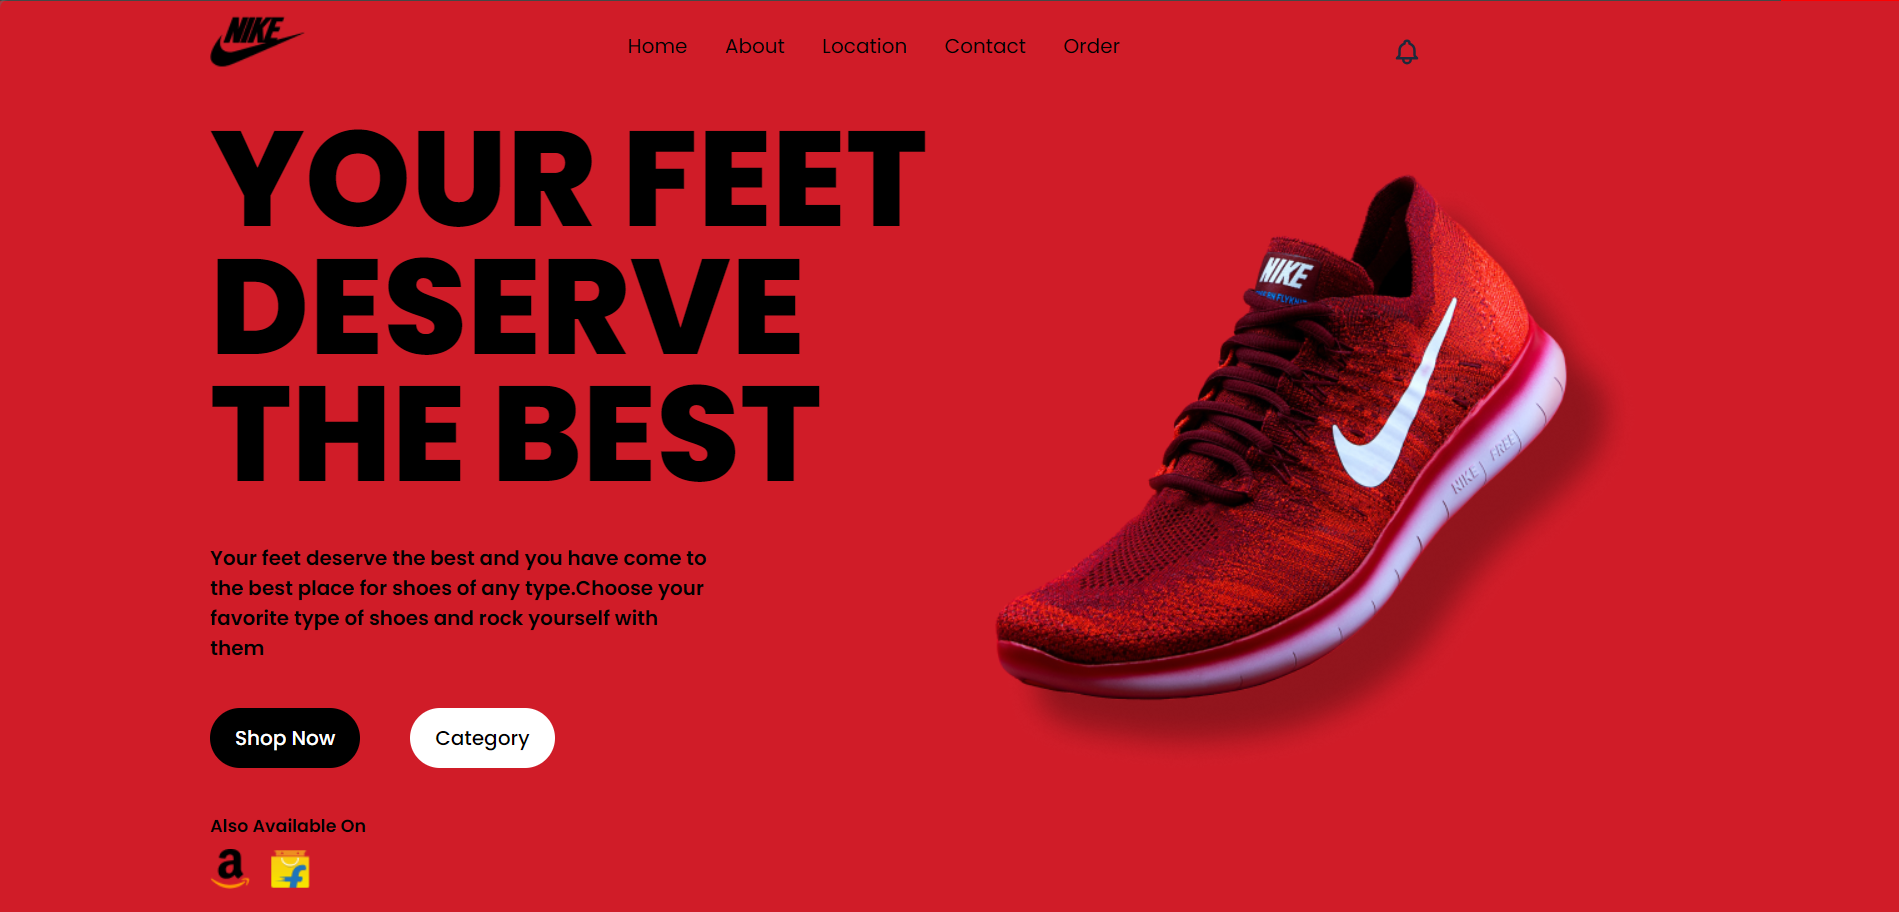 NIKE
Home About Location Contact Order
YOUR FEET
DESERVE
THE BEST
NIKE
NIKE FREE
Your feet deserve the best and you have come to
the best place for shoes of any type.Choose your
favorite type of shoes and rock yourself with
them
Shop Now Category
Also Available On
a f